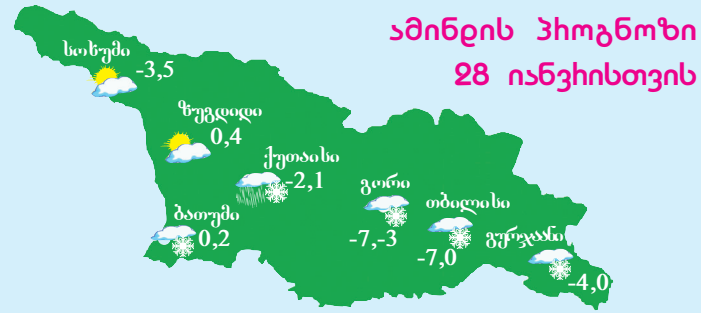 ამინდის პროგნოზი
28 იანვრისთვის
სოხუმი
-3,5
ზუგდიდი
0,4
ქუთაისი
-2,1
გორი
-7,-3
თბილისი
-7,0
ბათუმი
0,2
გურჯაანი
-4,0